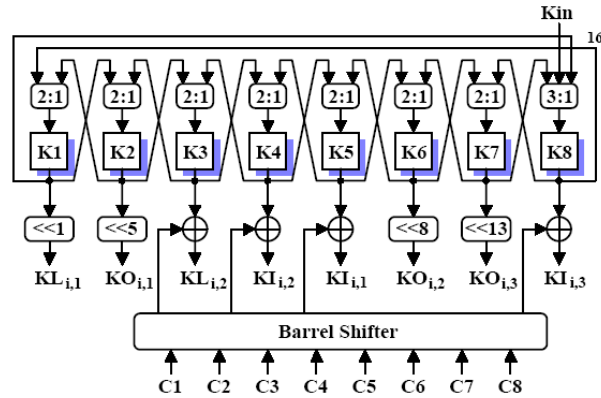 Kin
16
2:1 2:1 2:1 2:1 2:1 2:1 2:1 3:1
K1 K2 K3 K4 K5 K6 K7 K8
<<1 <<5 <<8 <<13
KL i,1 KO i,1 KL i,2 KI i,2 KI i,1 KO i,2 KO i,3 KI i,3
Barrel Shifter
C1 C2 C3 C4 C5 C6 C7 C8